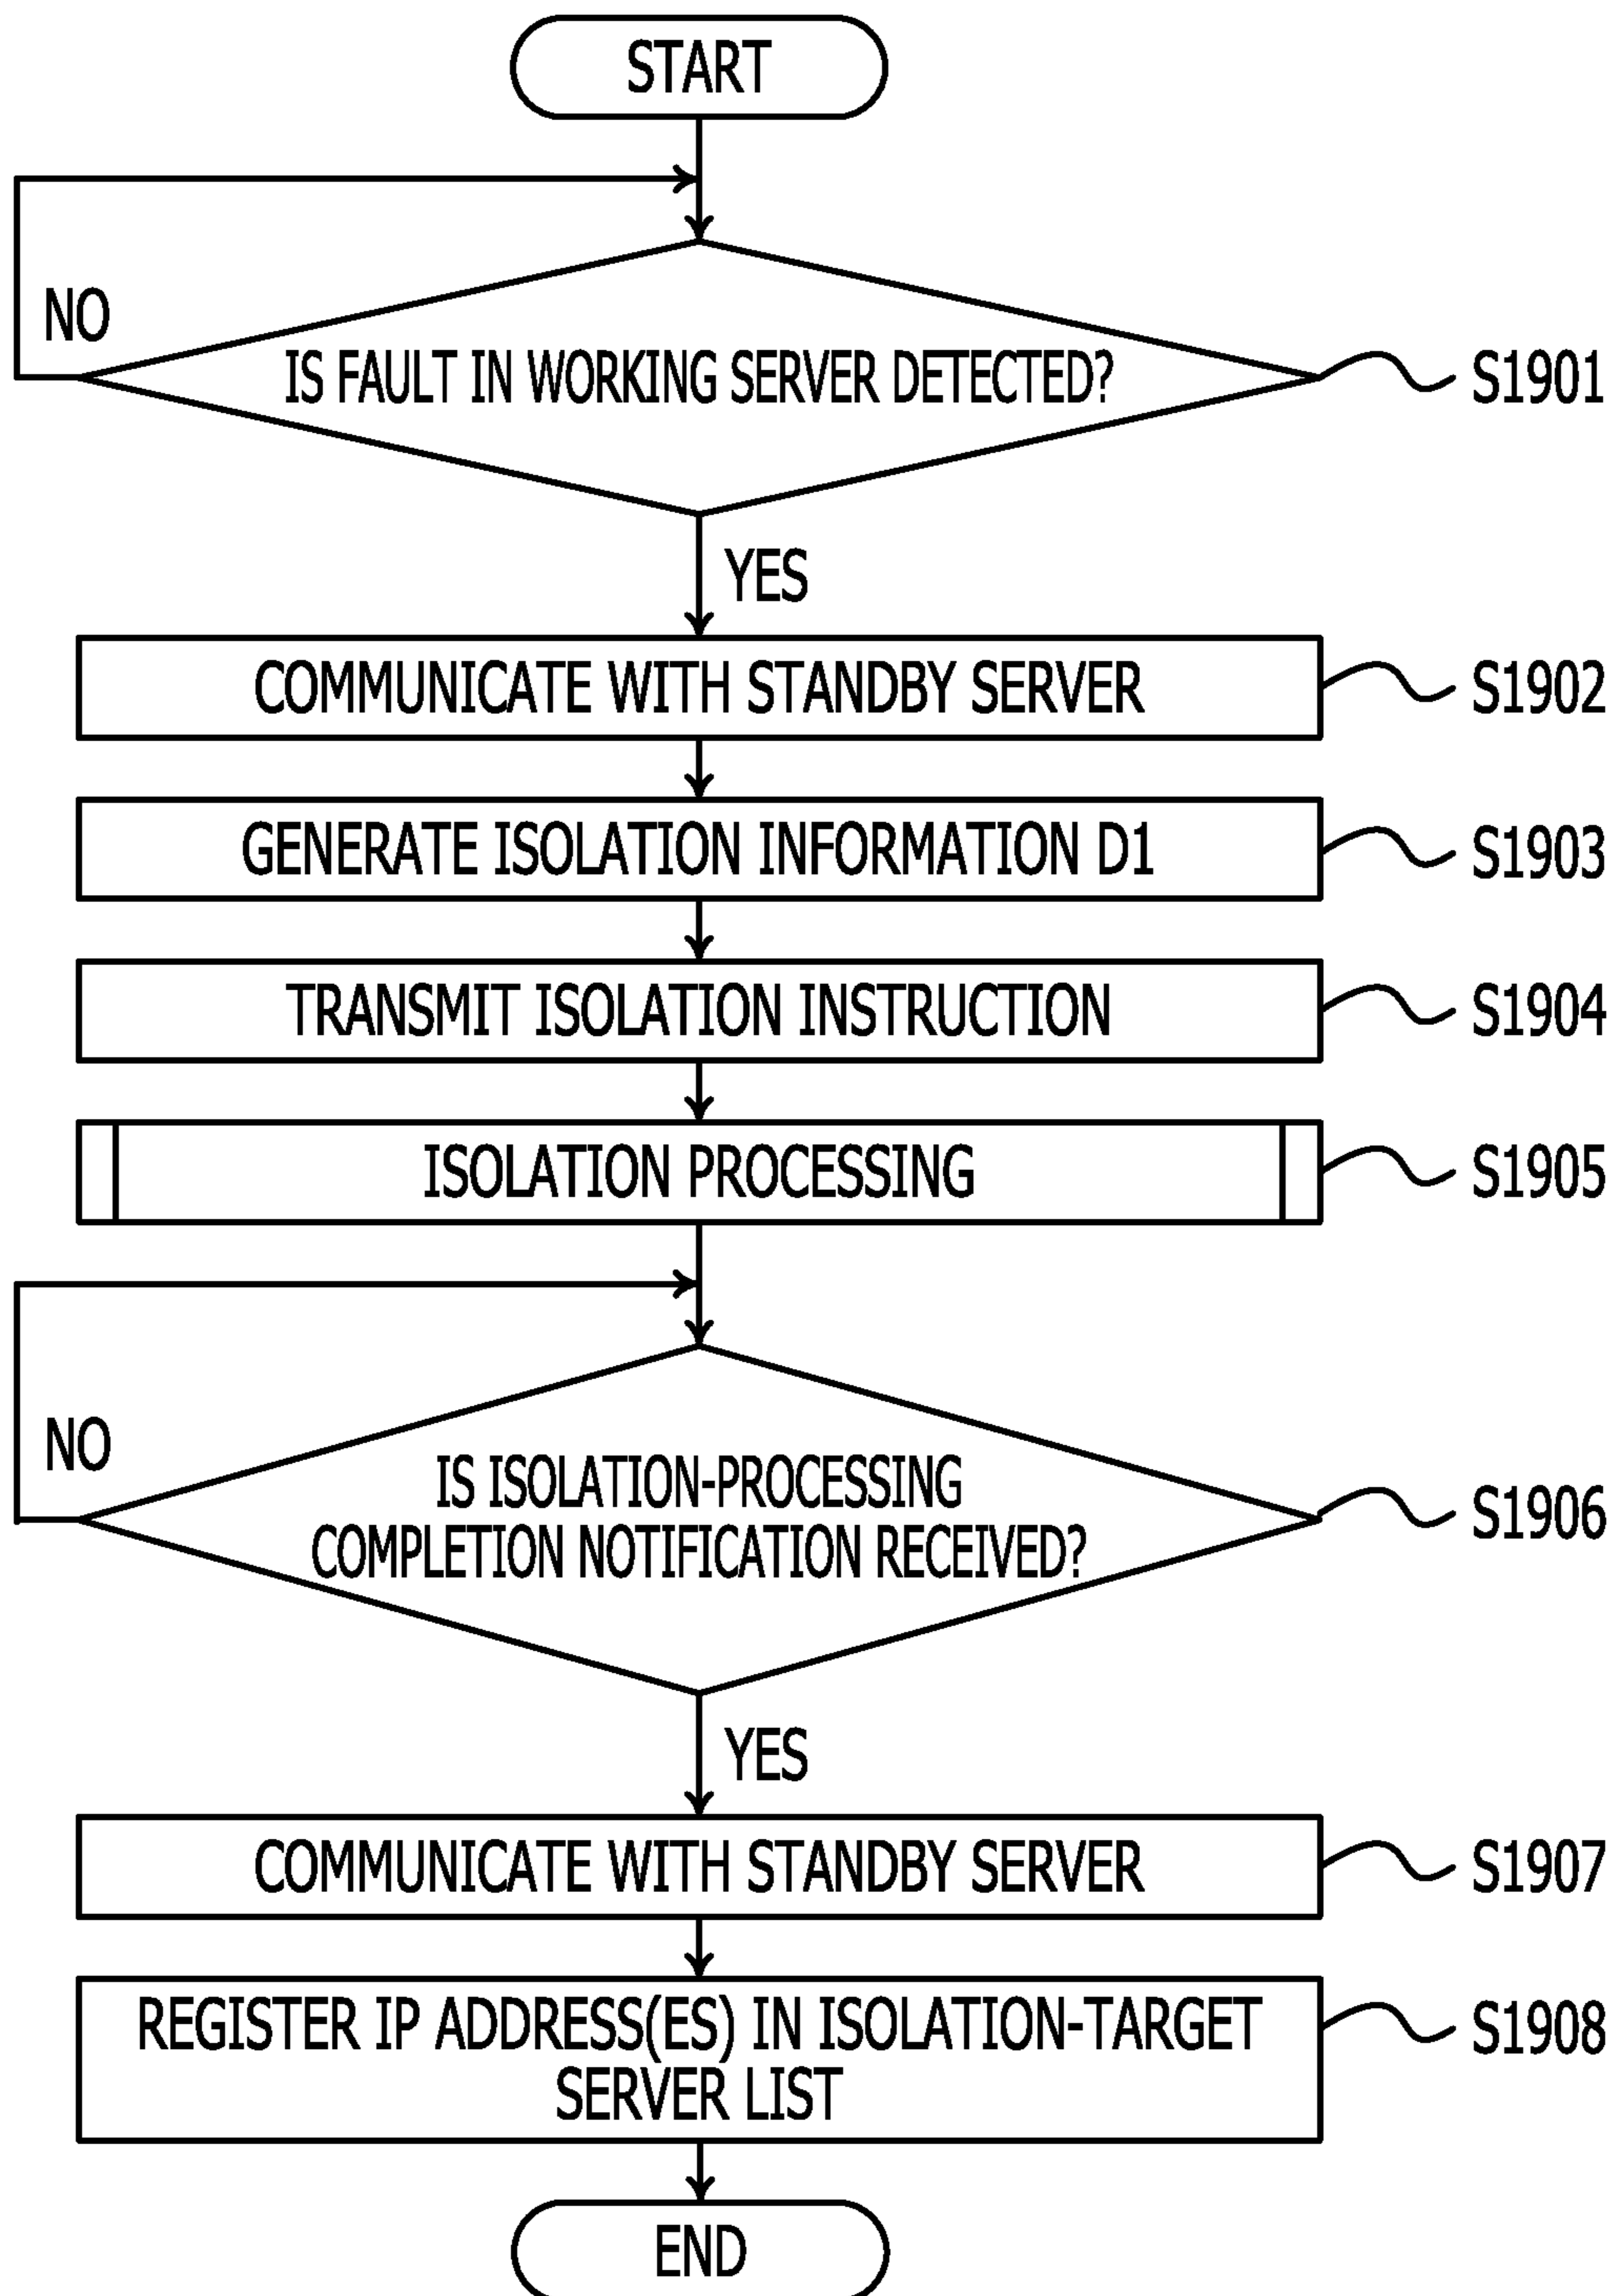 START
NO
IS FAULT IN WORKING SERVER DETECTED?
S1901
YES
COMMUNICATE WITH STANDBY SERVER
S1902
GENERATE ISOLATION INFORMATION D1
S1903
TRANSMIT ISOLATION INSTRUCTION
S1904
ISOLATION PROCESSING
S1905
NO
IS ISOLATION-PROCESSING
COMPLETION NOTIFICATION RECEIVED?
S1906
YES
COMMUNICATE WITH STANDBY SERVER
S1907
REGISTER IP ADDRESS(ES) IN ISOLATION-TARGET
SERVER LIST
S1908
END